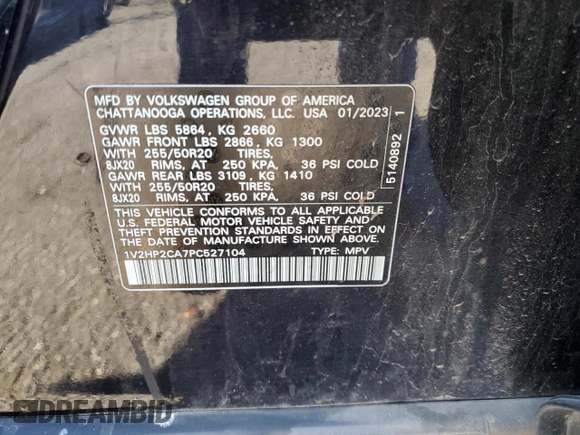 MFD BY VOLKSWAGEN GROUP OF AMERICA
CHATTANOOGA OPERATIONS, LLC. USA 01/2023
GVWR LBS 5864, KG 2660
GAWR FRONT LBS 2866, KG 1300
WITH 255/50R20 TIRES,
8JX20 RIMS, AT 250 KPA, 36 PSI COLD
GAWR REAR LBS 3109, KG 1410
WITH 255/50R20 TIRES,
8JX20 RIMS, AT 250 KPA, 36 PSI COLD
THIS VEHICLE CONFORMS TO ALL APPLICABLE
U.S. FEDERAL MOTOR VEHICLE SAFETY AND
THEFT PREVENTION STANDARDS IN EFFECT ON THE
DATE OF MANUFACTURE SHOWN ABOVE.
1V2HP2CA7PC527104 TYPE: MPV
5140892 1
DREAMBID